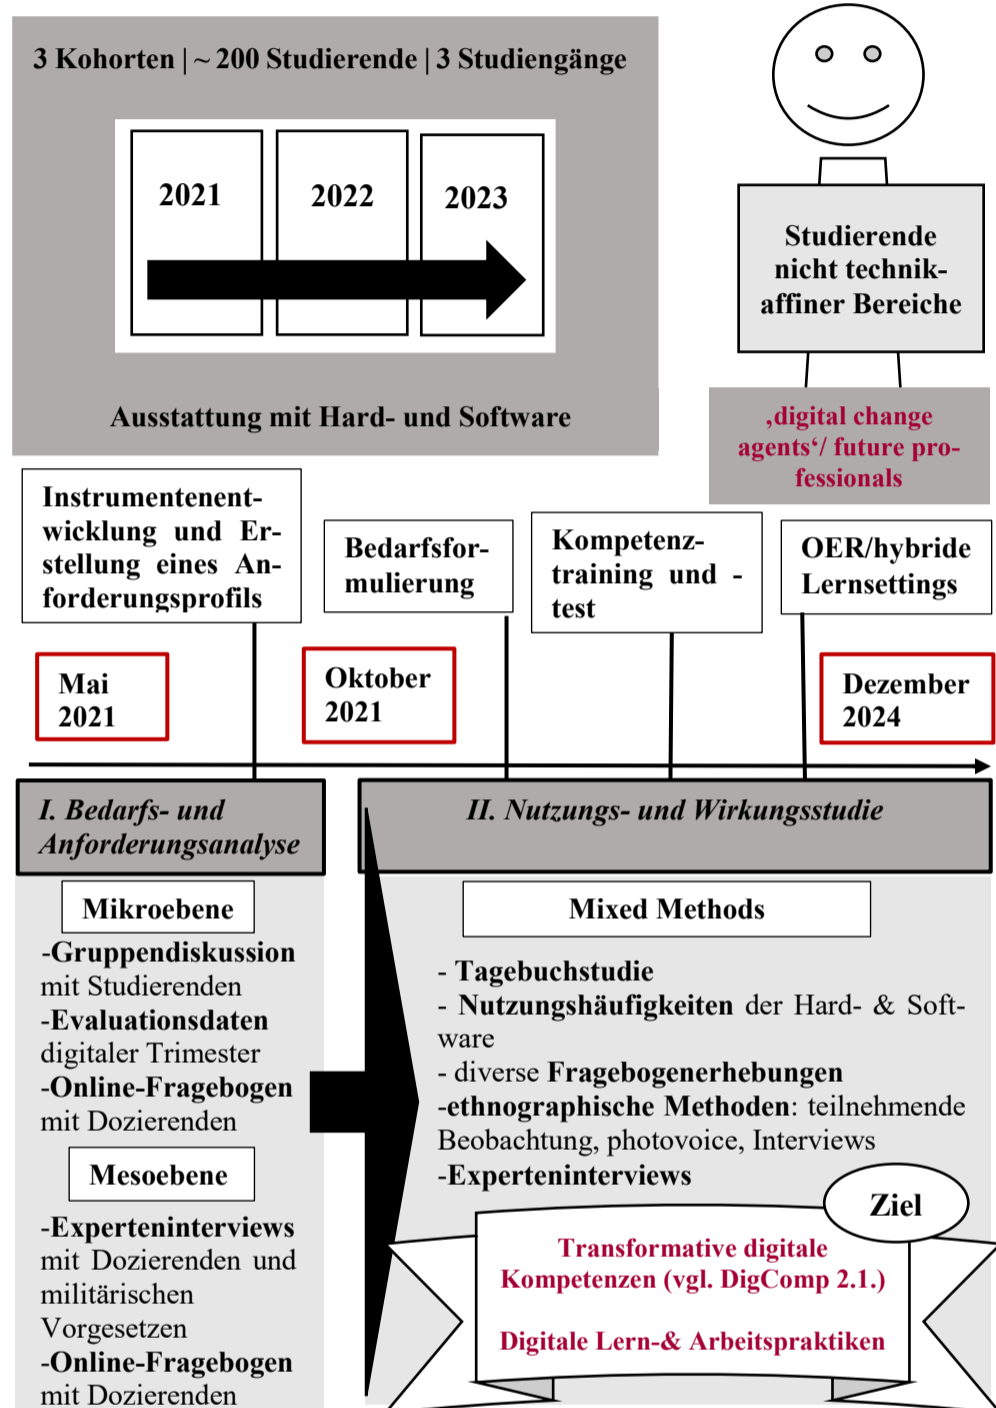 3 Kohorten | ~ 200 Studierende | 3 Studiengänge
2021
2022
2023
Ausstattung mit Hard- und Software
Studierende
nicht technik-
affiner Bereiche
‚digital change
agents‘/ future pro-
fessionals
Instrumentenent-
wicklung und Er-
stellung eines An-
forderungsprofils
Bedarfsfor-
mulierung
Kompetenz-
training und -
test
OER/hybride
Lernsettings
Mai
2021
Oktober
2021
Dezember
2024
I. Bedarfs- und
Anforderungsanalyse
Mikroebene
-Gruppendiskussion
mit Studierenden
-Evaluationsdaten
digitaler Trimester
-Online-Fragebogen
mit Dozierenden
Mesoebene
-Experteninterviews
mit Dozierenden und
militärischen
Vorgesetzen
-Online-Fragebogen
mit Dozierenden
II. Nutzungs- und Wirkungsstudie
Mixed Methods
- Tagebuchstudie
- Nutzungshäufigkeiten der Hard- & Soft-
ware
- diverse Fragebogenerhebungen
-ethnographische Methoden: teilnehmende
Beobachtung, photovoice, Interviews
-Experteninterviews
Ziel
Transformative digitale
Kompetenzen (vgl. DigComp 2.1.)
Digitale Lern-& Arbeitspraktiken